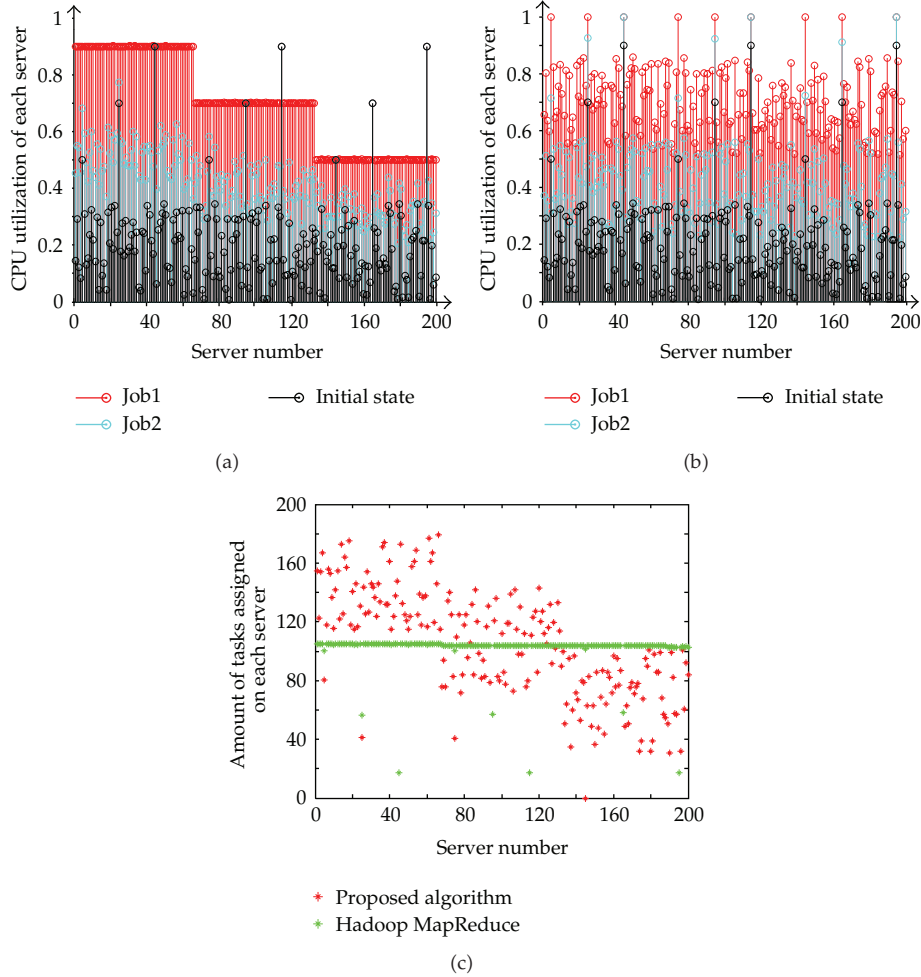 CPU utilization of each server
1
0.8
0.6
0.4
0.2
0
0
40
80
120
160
200
Server number
Job1
Job2
Initial state
(a)
CPU utilization of each server
1
0.8
0.6
0.4
0.2
0
0
40
80
120
160
200
Server number
Job1
Job2
Initial state
(b)
Amount of tasks assigned
on each server
200
160
120
80
40
0
0
40
80
120
160
200
Server number
Proposed algorithm
Hadoop MapReduce
(c)